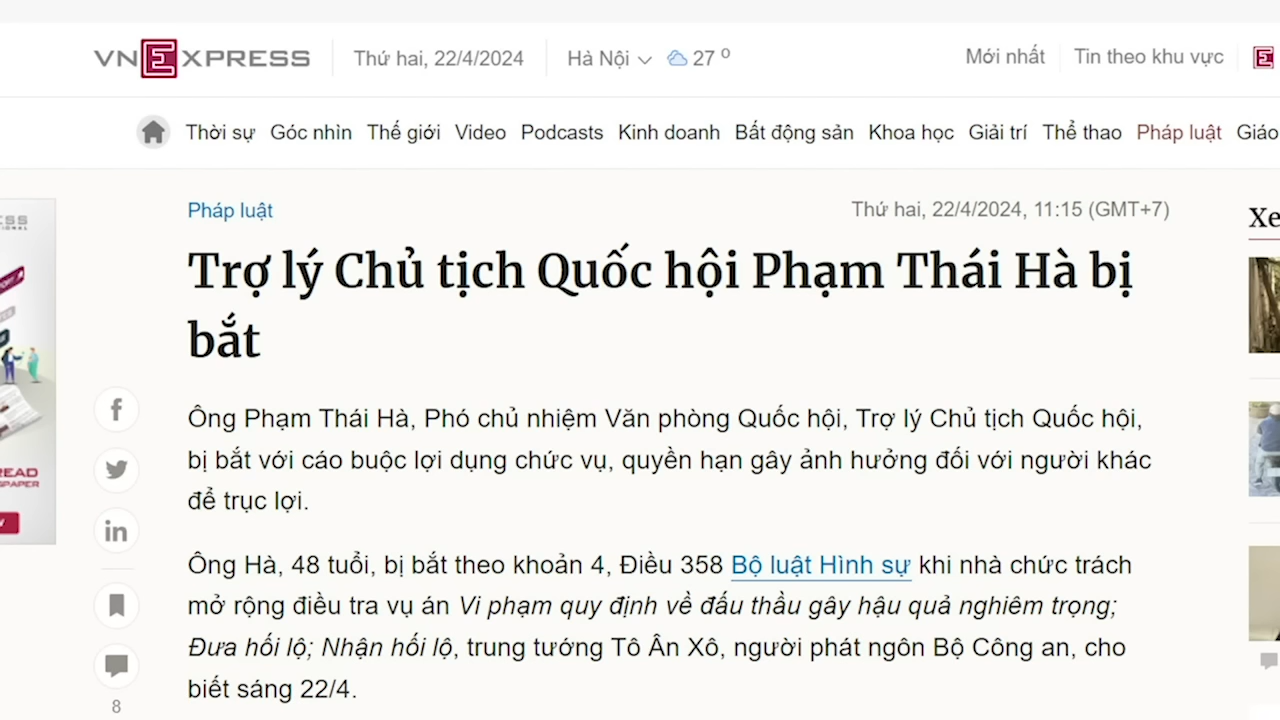 VNEXPRESS
Thứ hai, 22/4/2024
Hà Nội
27 o
Mới nhất
Tin theo khu vực
E
Thời sự Góc nhìn Thế giới Video Podcasts Kinh doanh Bất động sản Khoa học Giải trí Thể thao Pháp luật Giáo
Pháp luật
Thứ hai, 22/4/2024, 11:15 (GMT+7)
Trợ lý Chủ tịch Quốc hội Phạm Thái Hà bị
bắt
Ông Phạm Thái Hà, Phó chủ nhiệm Văn phòng Quốc hội, Trợ lý Chủ tịch Quốc hội,
bị bắt với cáo buộc lợi dụng chức vụ, quyền hạn gây ảnh hưởng đối với người khác
để trục lợi.
Ông Hà, 48 tuổi, bị bắt theo khoản 4, Điều 358 Bộ luật Hình sự khi nhà chức trách
mở rộng điều tra vụ án Vi phạm quy định về đấu thầu gây hậu quả nghiêm trọng;
Đưa hối lộ; Nhận hối lộ, trung tướng Tô Ân Xô, người phát ngôn Bộ Công an, cho
biết sáng 22/4.
8
Xe